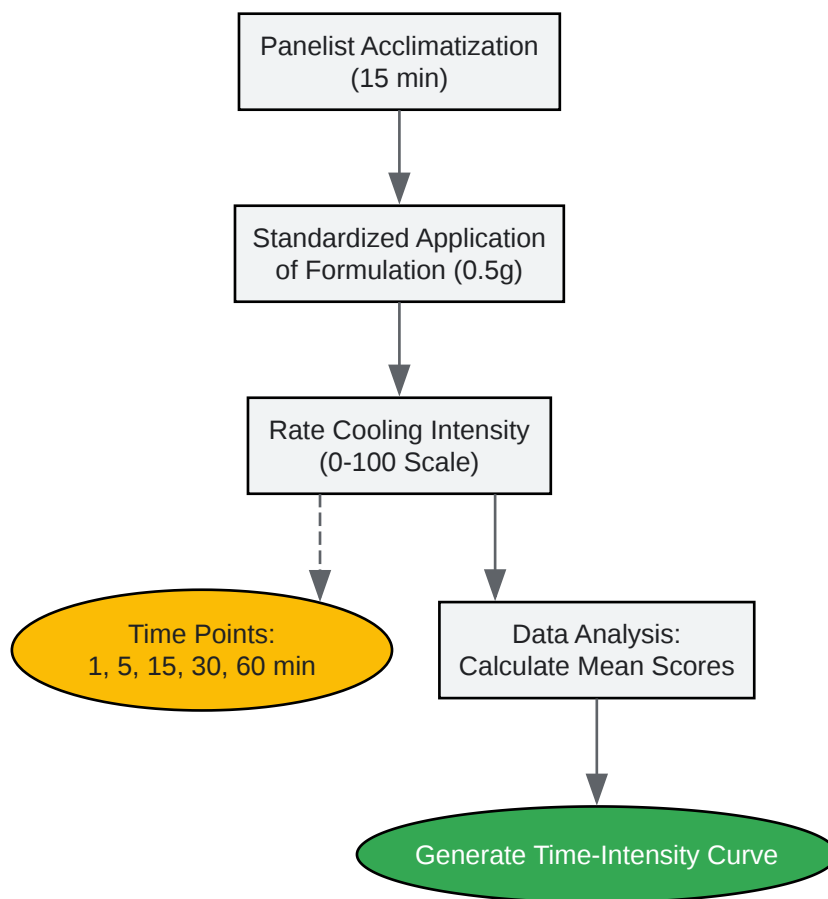 Panelist Acclimatization
(15 min)
Standardized Application
of Formulation (0.5g)
Rate Cooling Intensity
(0-100 Scale)
Time Points:
1, 5, 15, 30, 60 min
Data Analysis:
Calculate Mean Scores
Generate Time-Intensity Curve